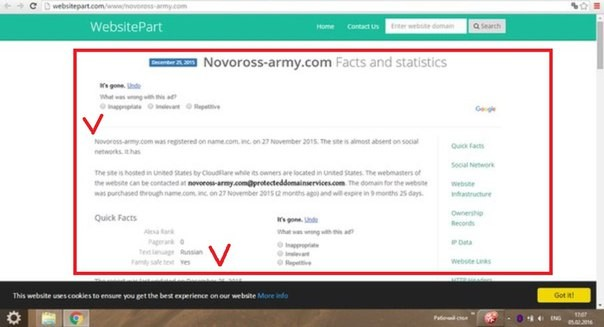 websitepart.com/www/novoross-army.com
WebsitePart
Home Contact Us Enter website domain Search
December 25, 2015 Novoross-army.com Facts and statistics
It's gone. Undo
What was wrong with this ad?
Inappropriate Irrelevant Repetitive
Google
Novoross-army.com was registered on name.com, inc. on 27 November 2015. The site is almost absent on social
networks. It has
The site is hosted in United States by CloudFlare while its owners are located in United States. The webmasters of
the website can be contacted at novoross-army.com@protecteddomainservices.com. The domain for the website
was purchased through name.com, inc. on 27 November 2015 (2 months ago) and will expire in 9 months 25 days.
Quick Facts
Alexa Rank
Pagerank 0
Text lanuage Russian
Family safe text Yes
It's gone. Undo
What was wrong with this ad?
Inappropriate
Irrelevant
Repetitive
Quick Facts
Social Network
Website
Infrastructure
Ownership
Records
IP Data
Website Links
HTTP Headers
This website uses cookies to ensure you get the best experience on our website More info
Got it!
Рабочий стол
ENG
11:07
05.02.2016